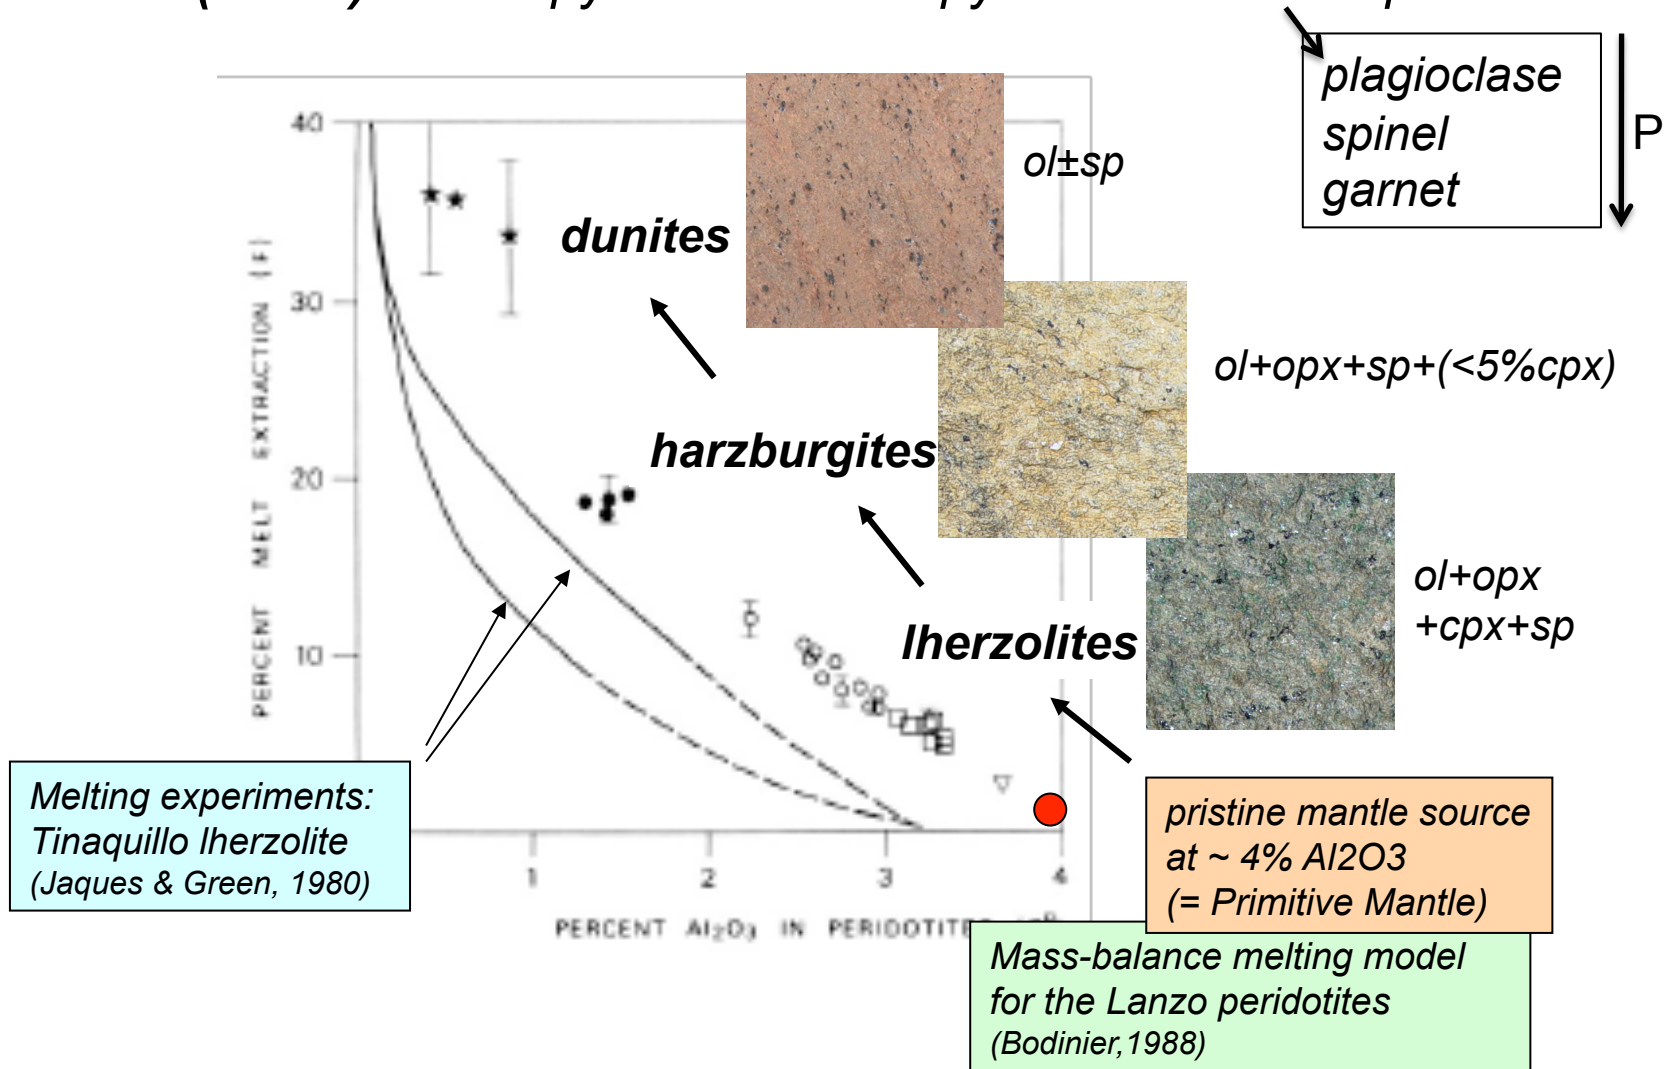 plagioclase
spinel
garnet
P
40
30
20
10
PERCENT MELT EXTRACTION (F)
ol±sp
dunites
ol+opx+sp+(<5%cpx)
harzburgites
ol+opx
+cpx+sp
lherzolites
Melting experiments:
Tinaquillo lherzolite
(Jaques & Green, 1980)
pristine mantle source
at ~ 4% Al2O3
(= Primitive Mantle)
1
2
3
4
PERCENT Al₂O₃ IN
Mass-balance melting model
for the Lanzo peridotites
(Bodinier,1988)